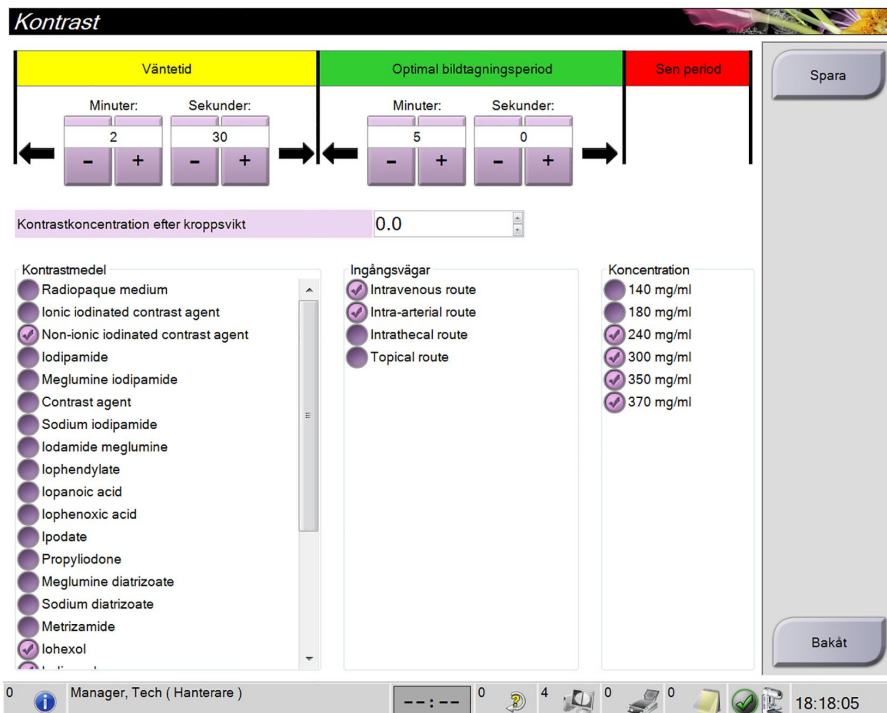 Kontrast
Väntetid
Optimal bildtagningsperiod
Sen period
Spara
Minuter:
Sekunder:
Minuter:
Sekunder:
2
30
5
0
- + - + - + - +
Kontrastkoncentration efter kroppsvikt
0.0
Kontrastmedel
Radiopaque medium
Ionic iodinated contrast agent
Non-ionic iodinated contrast agent
Iodipamide
Meglumine iodipamide
Contrast agent
Sodium iodipamide
Iodamide meglumine
Iophendylate
Iopanoic acid
Iophenoxic acid
Ipodate
Propyliodone
Meglumine diatrizoate
Sodium diatrizoate
Metrizamide
Iohexol
Ingångsvägar
Intravenous route
Intra-arterial route
Intrathecal route
Topical route
Koncentration
140 mg/ml
180 mg/ml
240 mg/ml
300 mg/ml
350 mg/ml
370 mg/ml
Bakåt
0
Manager, Tech ( Hanterare )
--:--
0
4
0
0
18:18:05